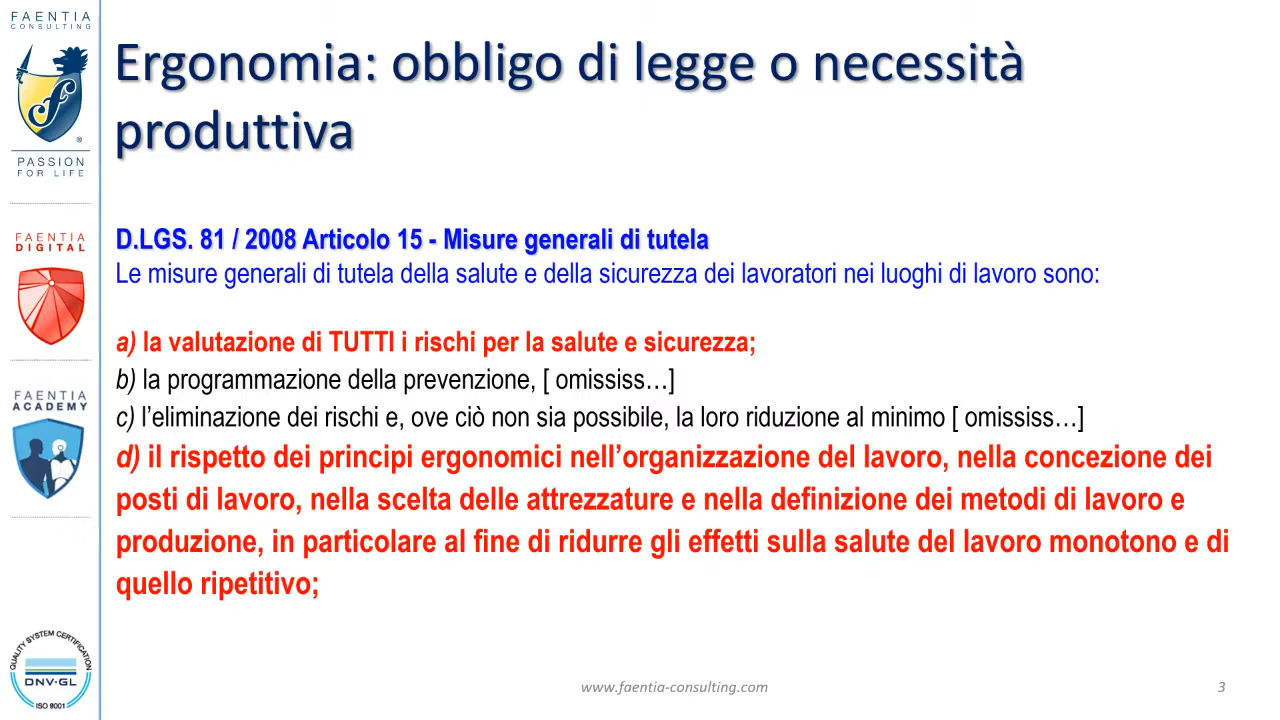 FAENTIA
CONSULTING
PASSION
FOR LIFE
FAENTIA
DIGITAL
FAENTIA
ACADEMY
QUALITY SYSTEM CERTIFICATION
DNV·GL
ISO 9001
Ergonomia: obbligo di legge o necessità
produttiva
D.LGS. 81 / 2008 Articolo 15 - Misure generali di tutela
Le misure generali di tutela della salute e della sicurezza dei lavoratori nei luoghi di lavoro sono:
a) la valutazione di TUTTI i rischi per la salute e sicurezza;
b) la programmazione della prevenzione, [ omississ…]
c) l’eliminazione dei rischi e, ove ciò non sia possibile, la loro riduzione al minimo [ omississ…]
d) il rispetto dei principi ergonomici nell’organizzazione del lavoro, nella concezione dei
posti di lavoro, nella scelta delle attrezzature e nella definizione dei metodi di lavoro e
produzione, in particolare al fine di ridurre gli effetti sulla salute del lavoro monotono e di
quello ripetitivo;
www.faentia-consulting.com
3